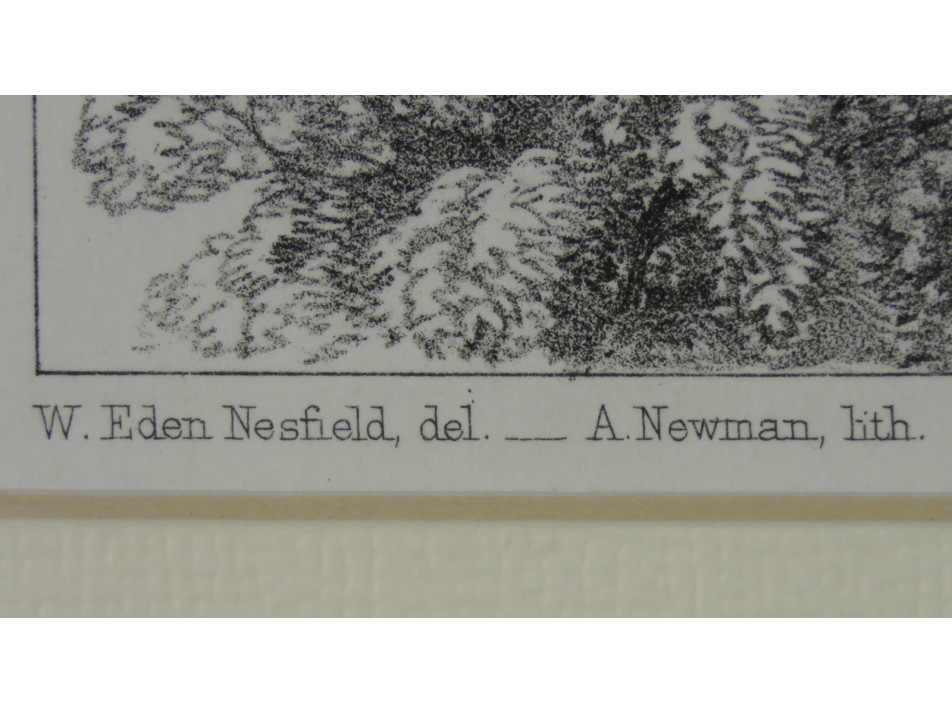 W. Eden Nesfield, del. ___ A. Newman, lith.